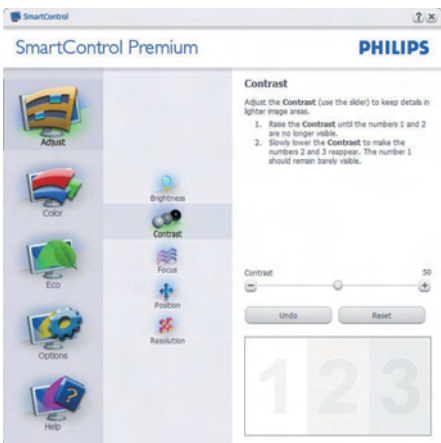 SmartControl
SmartControl Premium
PHILIPS
Adjust
Color
Eco
Options
Help
Brightness
Contrast
Focus
Position
Resolution
Contrast
Adjust the Contrast (use the slider) to keep details in
lighter image areas.
1. Raise the Contrast until the numbers 1 and 2
are no longer visible.
2. Slowly lower the Contrast to make the
numbers 2 and 3 reappear. The number 1
should remain barely visible.
Contrast 50
Undo Reset
1 2 3